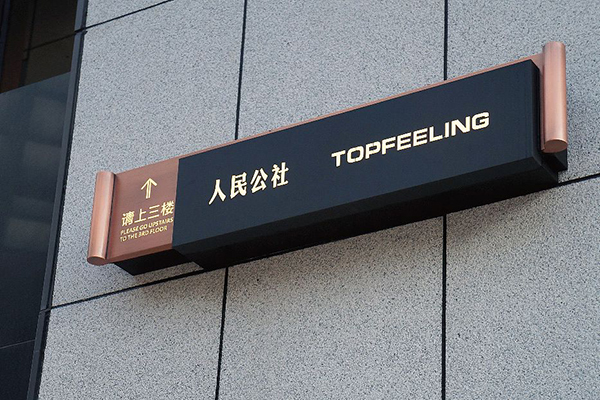 请上三楼
PLEASE GO UPSTAIRS
TO THE 3RD FLOOR
人民公社
TOPFEELING